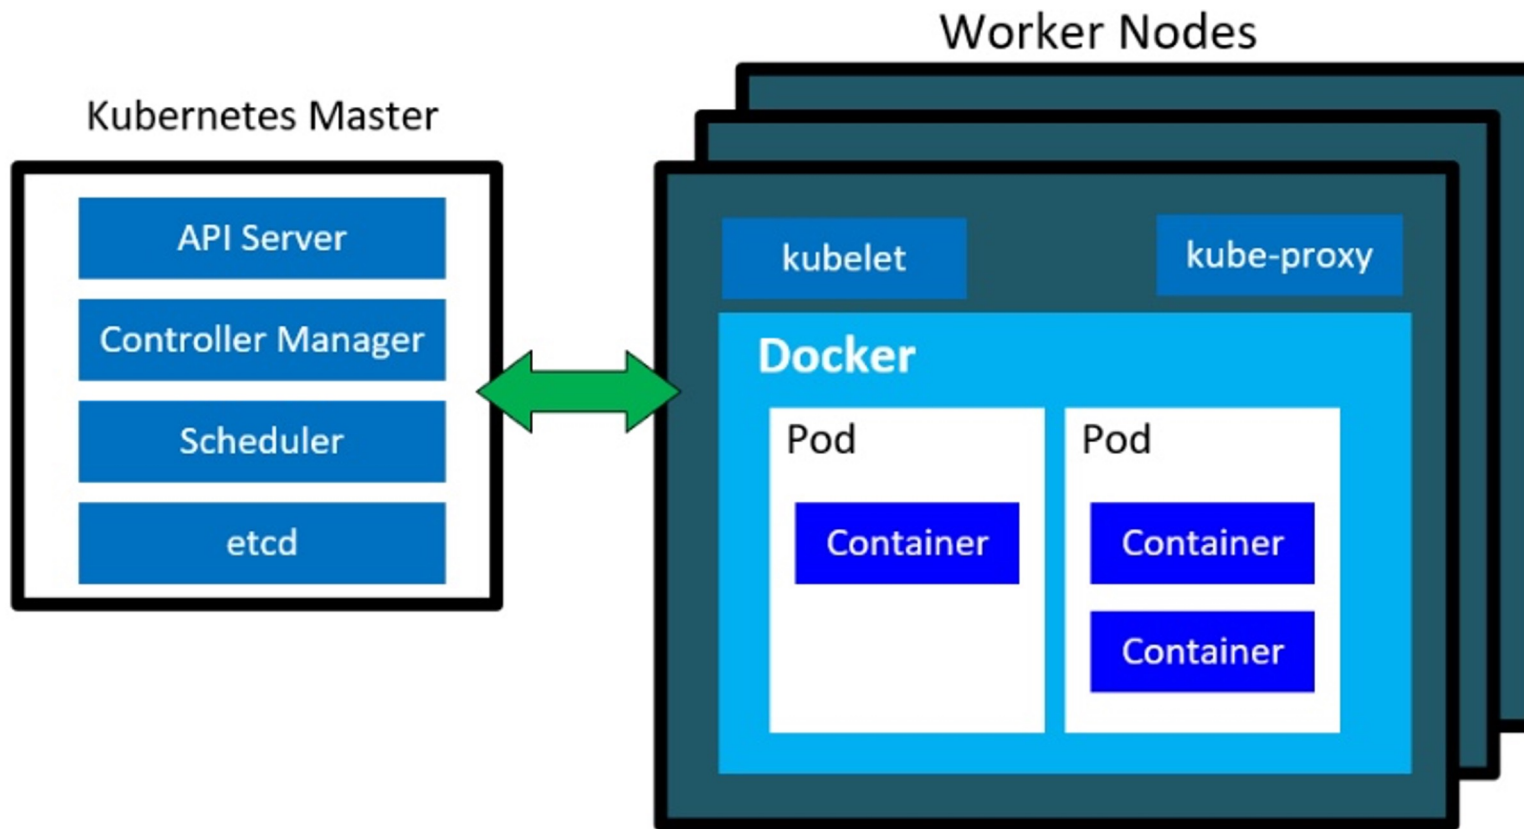 Worker Nodes
Kubernetes Master
API Server
Controller Manager
Scheduler
etcd
kubelet
kube-proxy
Docker
Pod
Container
Pod
Container
Container